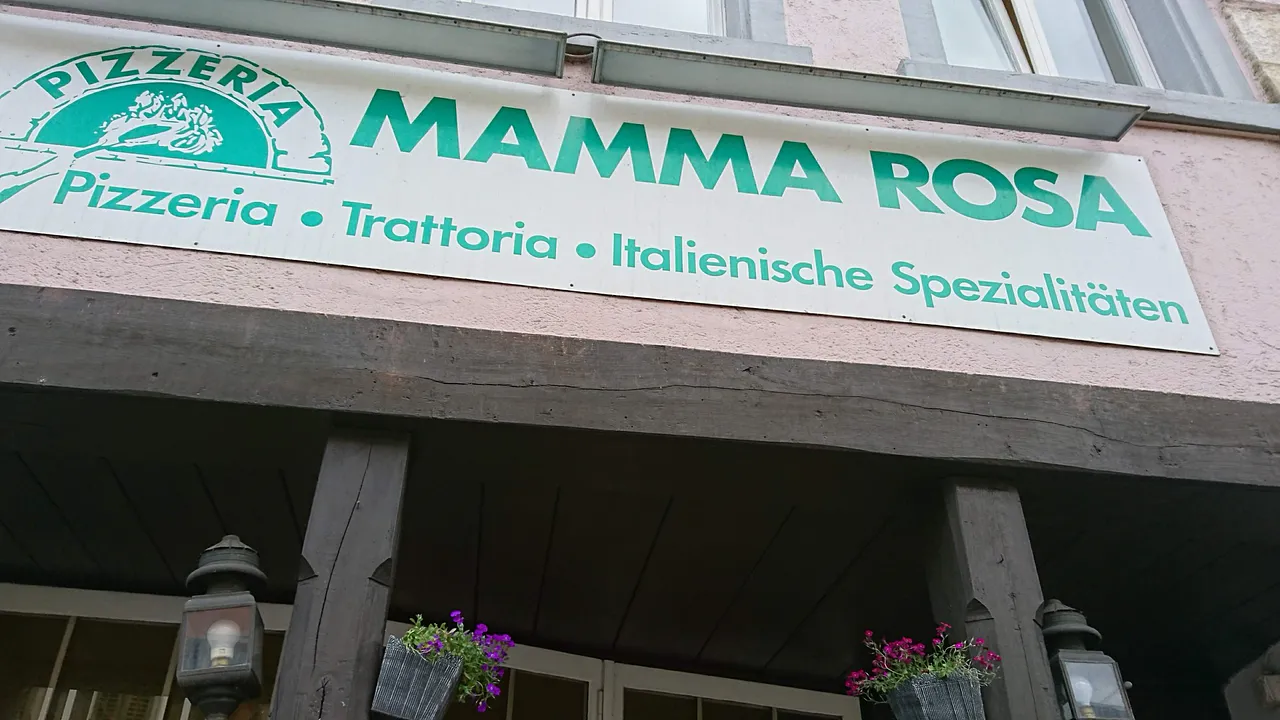 PIZZERIA
MAMMA ROSA
Pizzeria • Trattoria • Italienische Spezialitäten